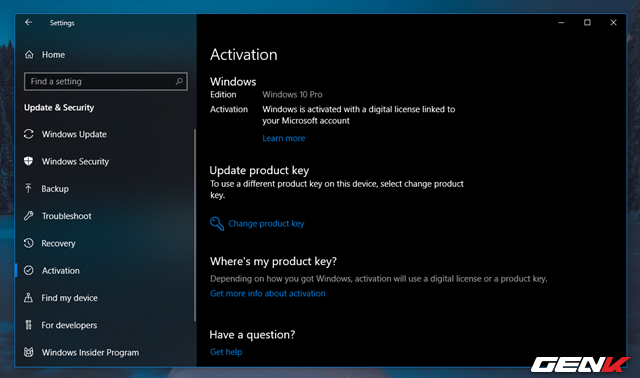 Settings
Home
Find a setting
Update & Security
Windows Update
Windows Security
Backup
Troubleshoot
Recovery
Activation
Find my device
For developers
Windows Insider Program
Activation
Windows
Edition Windows 10 Pro
Activation Windows is activated with a digital license linked to
your Microsoft account
Learn more
Update product key
To use a different product key on this device, select change product
key.
Change product key
Where's my product key?
Depending on how you got Windows, activation will use a digital license or a product key.
Get more info about activation
Have a question?
Get help
GENK